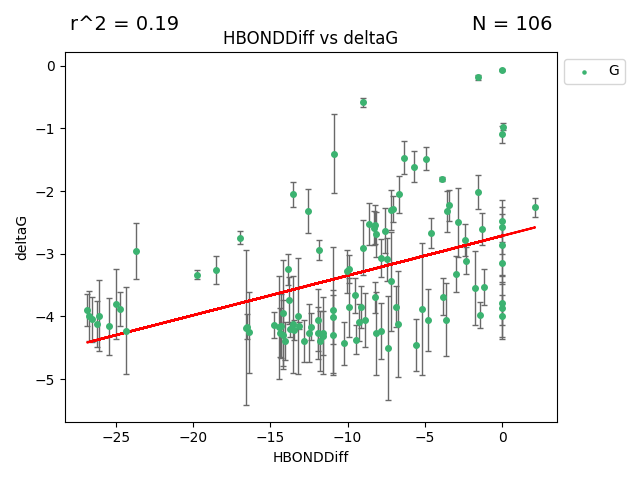 r^2 = 0.19 N = 106
HBONDDiff vs deltaG
G
0
−1
−2
−3
−4
−5
deltaG
−25 −20 −15 −10 −5 0
HBONDDiff